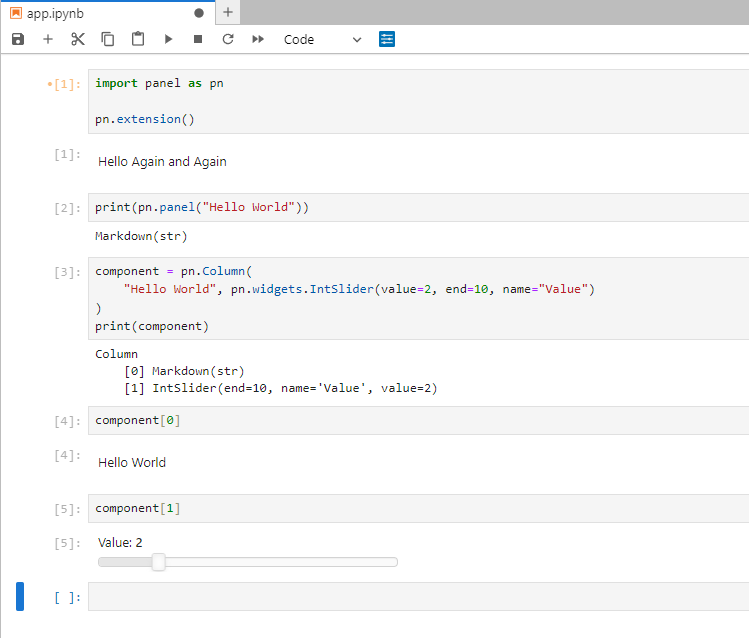 app.ipynb
Code
[1]:
import panel as pn
pn.extension()
[1]:
Hello Again and Again
[2]:
print(pn.panel("Hello World"))
Markdown(str)
[3]:
component = pn.Column(
    "Hello World", pn.widgets.IntSlider(value=2, end=10, name="Value")
)
print(component)
Column
    [0] Markdown(str)
    [1] IntSlider(end=10, name='Value', value=2)
[4]:
component[0]
[4]:
Hello World
[5]:
component[1]
[5]:
Value: 2
[ ]: